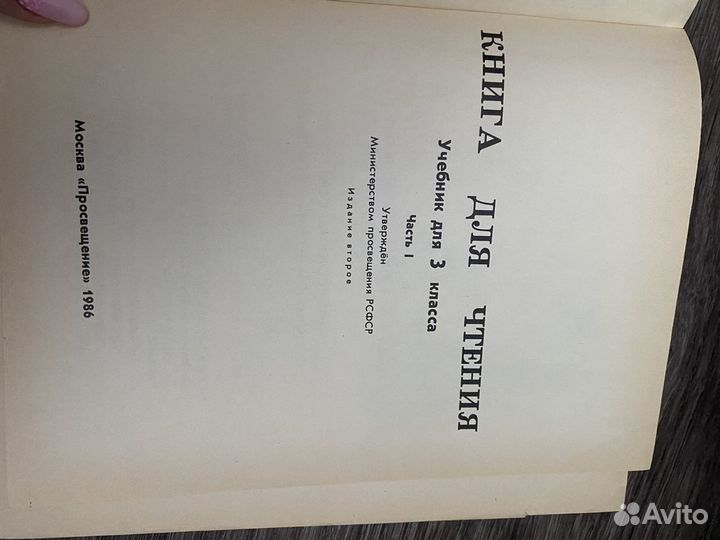 КНИГА ДЛЯ ЧТЕНИЯ
Учебник для 3 класса
Часть I
Утверждён
Министерством просвещения РСФСР
Издание второе
Москва «Просвещение» 1986
Avito